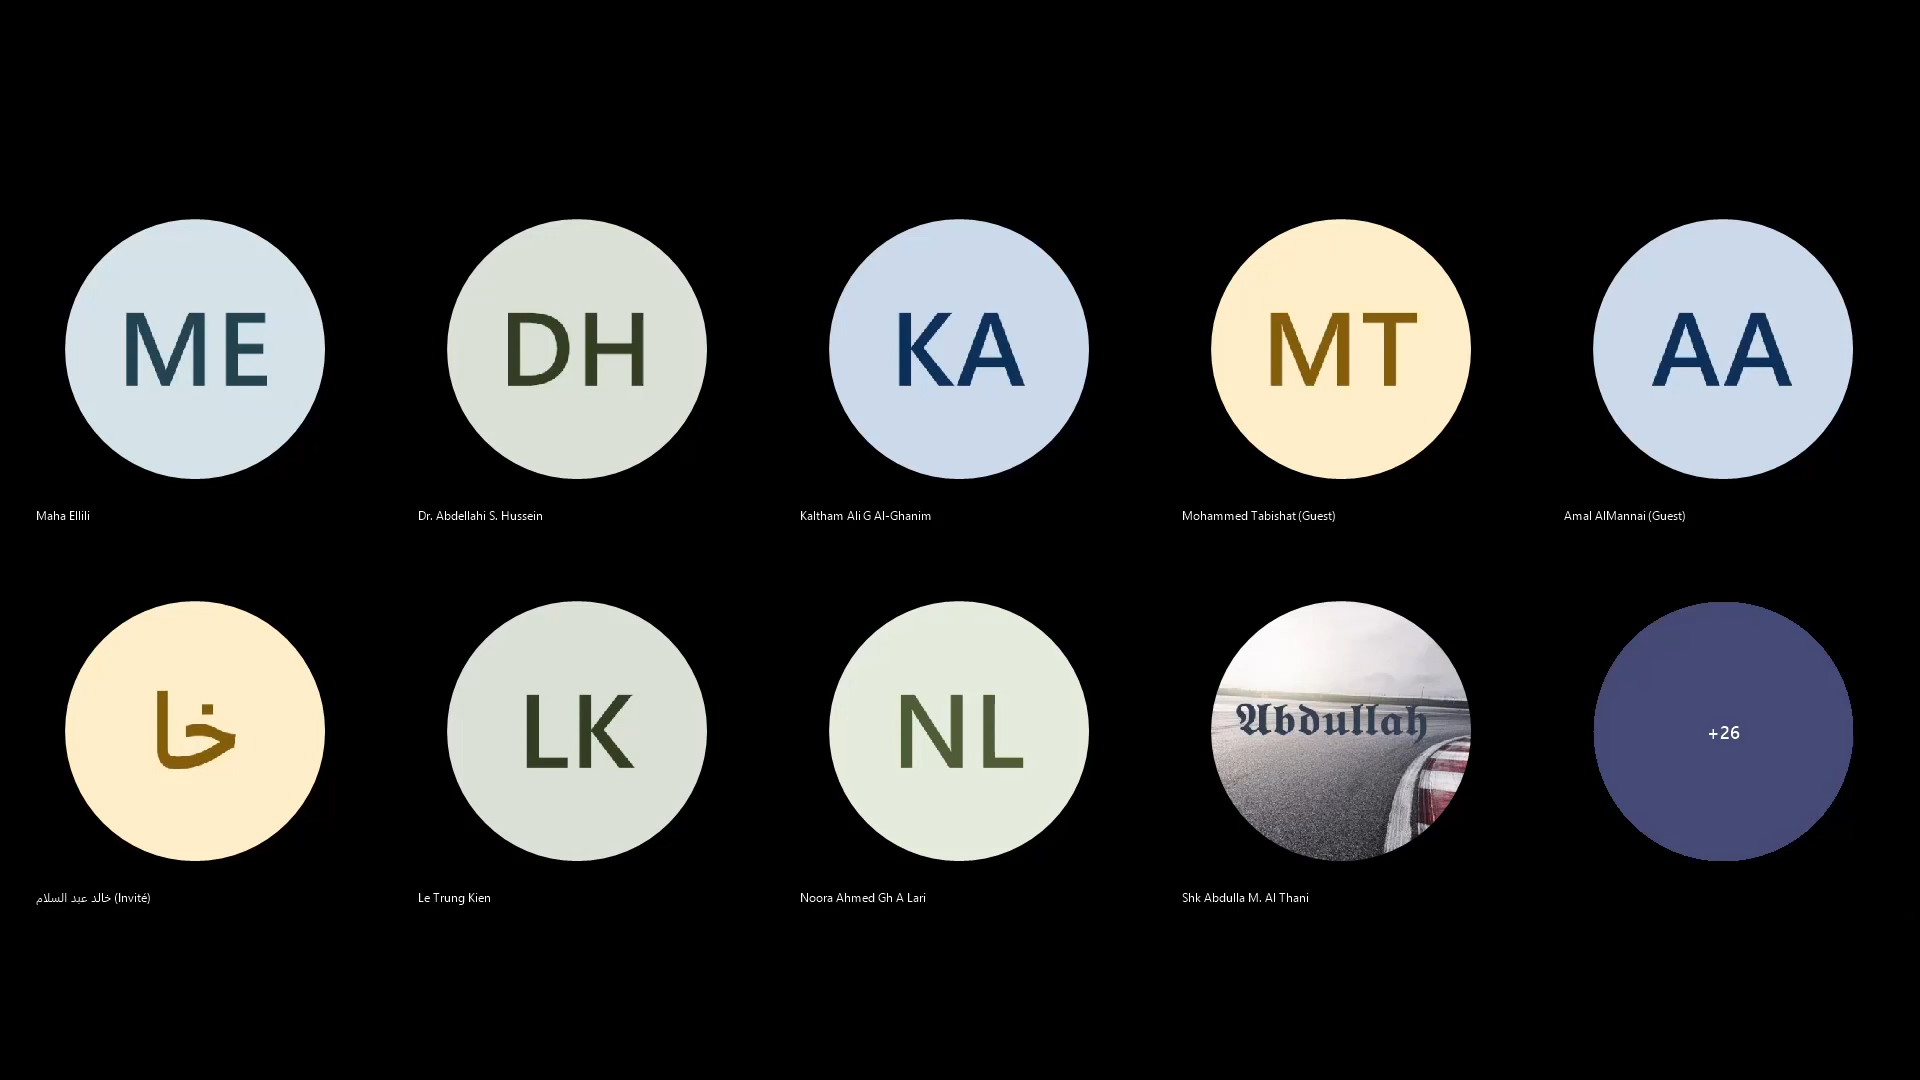 ME
DH
KA
MT
AA
Maha Ellili
Dr. Abdellahi S. Hussein
Kaltham Ali G Al-Ghanim
Mohammed Tabishat (Guest)
Amal AlMannai (Guest)
خا
LK
NL
Abdullah
+26
خالد عبد السلام (Invité)
Le Trung Kien
Noora Ahmed Gh A Lari
Shk Abdulla M. Al Thani